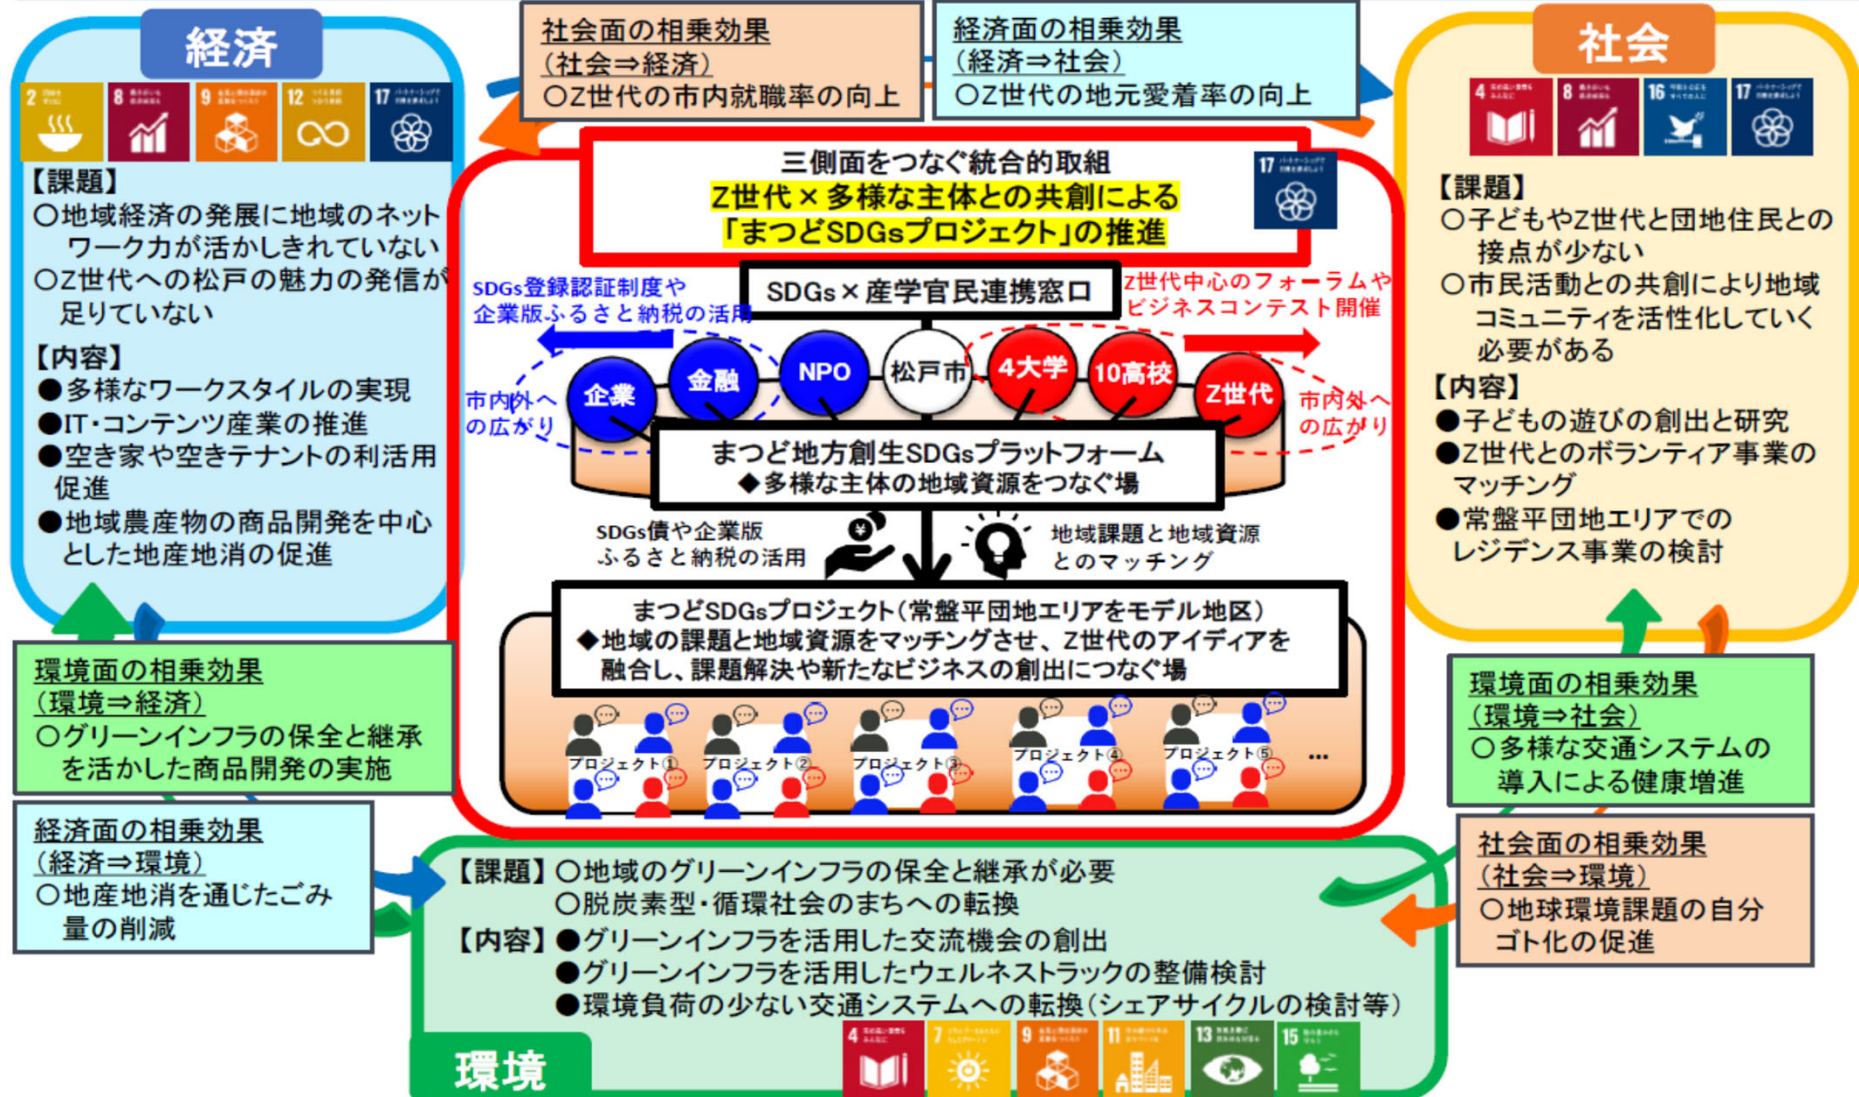 経済
2
8
9
12
17
【課題】
○地域経済の発展に地域のネット
ワーク力が活かしきれていない
○Z世代への松戸の魅力の発信が
足りていない
【内容】
●多様なワークスタイルの実現
●IT・コンテンツ産業の推進
●空き家や空きテナントの利活用
促進
●地域農産物の商品開発を中心
とした地産地消の促進
社会面の相乗効果
(社会⇒経済)
○Z世代の市内就職率の向上
経済面の相乗効果
(経済⇒社会)
○Z世代の地元愛着率の向上
社会
4
8
16
17
【課題】
○子どもやZ世代と団地住民との
接点が少ない
○市民活動との共創により地域
コミュニティを活性化していく
必要がある
【内容】
●子どもの遊びの創出と研究
●Z世代とのボランティア事業の
マッチング
●常盤平団地エリアでの
レジデンス事業の検討
三側面をつなぐ統合的取組
Z世代×多様な主体との共創による
「まつどSDGsプロジェクト」の推進
17
SDGs登録認証制度や
企業版ふるさと納税の活用
SDGs×産学官民連携窓口
Z世代中心のフォーラムや
ビジネスコンテスト開催
市内外へ
の広がり
企業
金融
NPO
松戸市
4大学
10高校
Z世代
市内外へ
の広がり
まつど地方創生SDGsプラットフォーム
◆多様な主体の地域資源をつなぐ場
SDGs債や企業版
ふるさと納税の活用
¥
地域課題と地域資源
とのマッチング
まつどSDGsプロジェクト(常盤平団地エリアをモデル地区)
◆地域の課題と地域資源をマッチングさせ、Z世代のアイディアを
融合し、課題解決や新たなビジネスの創出につなぐ場
プロジェクト①
プロジェクト②
プロジェクト③
プロジェクト④
プロジェクト⑤
…
環境面の相乗効果
(環境⇒経済)
○グリーンインフラの保全と継承
を活かした商品開発の実施
経済面の相乗効果
(経済⇒環境)
○地産地消を通じたごみ
量の削減
環境面の相乗効果
(環境⇒社会)
○多様な交通システムの
導入による健康増進
社会面の相乗効果
(社会⇒環境)
○地球環境課題の自分
ゴト化の促進
【課題】○地域のグリーンインフラの保全と継承が必要
○脱炭素型・循環社会のまちへの転換
【内容】●グリーンインフラを活用した交流機会の創出
●グリーンインフラを活用したウェルネストラックの整備検討
●環境負荷の少ない交通システムへの転換(シェアサイクルの検討等)
環境
4
7
9
11
13
15